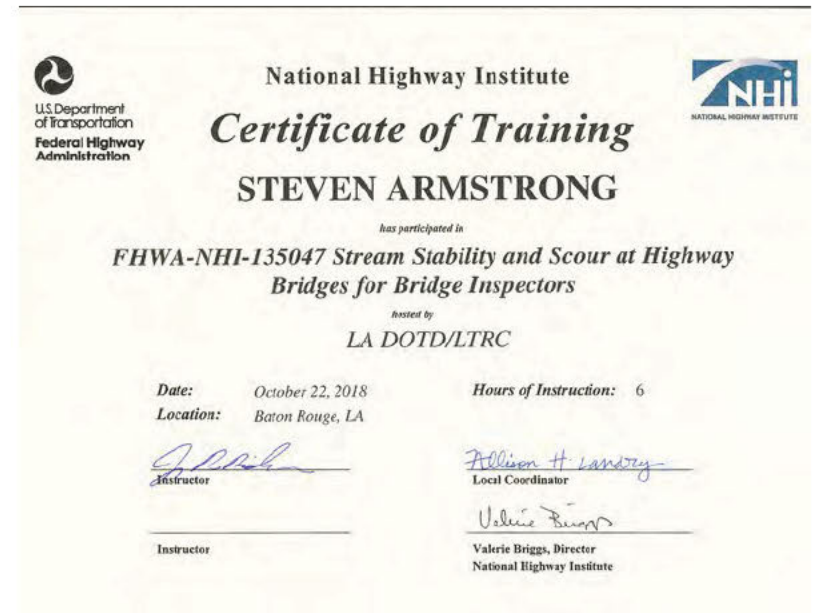 U.S. Department
of Transportation
Federal Highway
Administration
National Highway Institute
NHi
NATIONAL HIGHWAY INSTITUTE
Certificate of Training
STEVEN ARMSTRONG
has participated in
FHWA-NHI-135047 Stream Stability and Scour at Highway
Bridges for Bridge Inspectors
hosted by
LA DOTD/LTRC
Date: October 22, 2018
Hours of Instruction: 6
Location: Baton Rouge, LA
Instructor
Allison H Landry
Local Coordinator
Valerie Briggs
Instructor
Valerie Briggs, Director
National Highway Institute